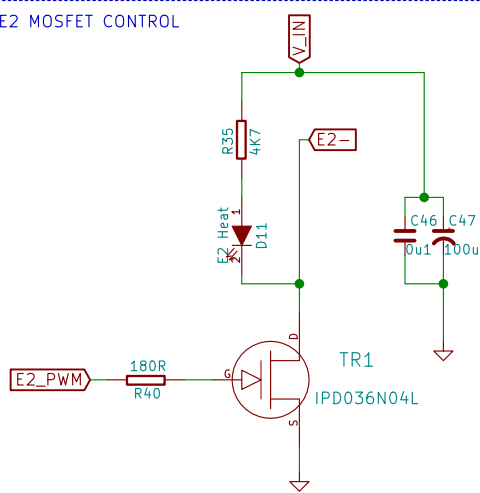 E2 MOSFET CONTROL
V_IN
R35
4K7
E2-
1
E2 Heat
D11
2
C46
C47
0u1
100u
180R
E2_PWM
R40
G
D
S
TR1
IPD036N04L